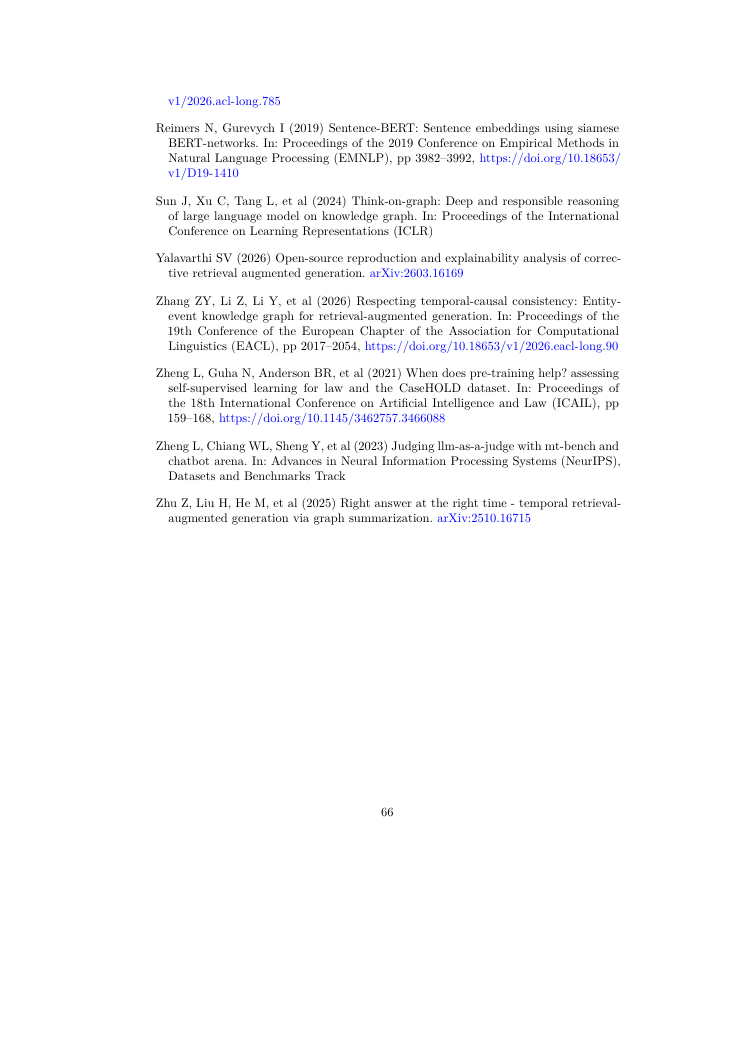 v1/2026.acl-long.785
Reimers N, Gurevych I (2019) Sentence-BERT: Sentence embeddings using siamese
BERT-networks. In: Proceedings of the 2019 Conference on Empirical Methods in
Natural Language Processing (EMNLP), pp 3982–3992, https://doi.org/10.18653/
v1/D19-1410
Sun J, Xu C, Tang L, et al (2024) Think-on-graph: Deep and responsible reasoning
of large language model on knowledge graph. In: Proceedings of the International
Conference on Learning Representations (ICLR)
Yalavarthi SV (2026) Open-source reproduction and explainability analysis of correc-
tive retrieval augmented generation. arXiv:2603.16169
Zhang ZY, Li Z, Li Y, et al (2026) Respecting temporal-causal consistency: Entity-
event knowledge graph for retrieval-augmented generation. In: Proceedings of the
19th Conference of the European Chapter of the Association for Computational
Linguistics (EACL), pp 2017–2054, https://doi.org/10.18653/v1/2026.eacl-long.90
Zheng L, Guha N, Anderson BR, et al (2021) When does pre-training help? assessing
self-supervised learning for law and the CaseHOLD dataset. In: Proceedings of
the 18th International Conference on Artificial Intelligence and Law (ICAIL), pp
159–168, https://doi.org/10.1145/3462757.3466088
Zheng L, Chiang WL, Sheng Y, et al (2023) Judging llm-as-a-judge with mt-bench and
chatbot arena. In: Advances in Neural Information Processing Systems (NeurIPS),
Datasets and Benchmarks Track
Zhu Z, Liu H, He M, et al (2025) Right answer at the right time - temporal retrieval-
augmented generation via graph summarization. arXiv:2510.16715
66